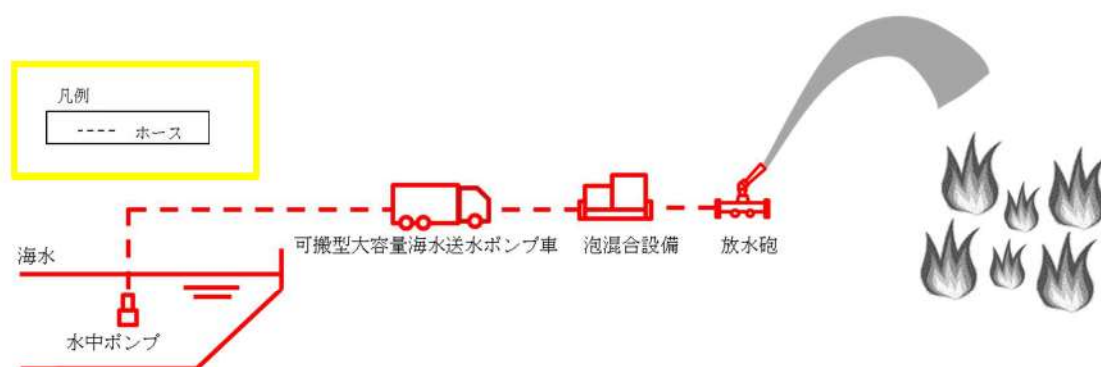 凡例
---- ホース
可搬型大容量海水送水ポンプ車
泡混合設備
放水砲
海水
水中ポンプ